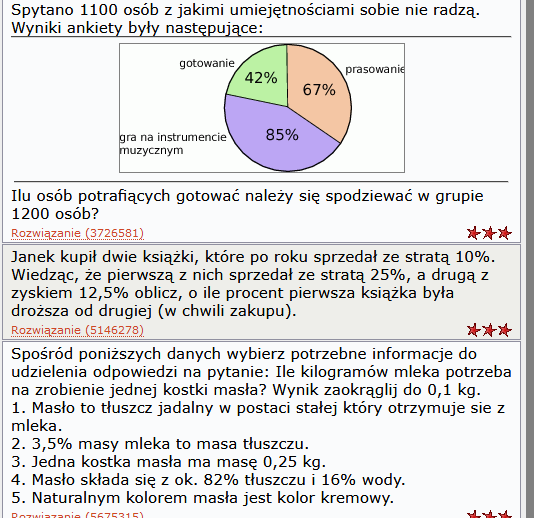 Spytano 1100 osób z jakimi umiejętnościami sobie nie radzą.
Wyniki ankiety były następujące:
gotowanie
42%
prasowanie
67%
85%
gra na instrumencie
muzycznym
Ilu osób potrafiących gotować należy się spodziewać w grupie
1200 osób?
Rozwiązanie (3726581)
Janek kupił dwie książki, które po roku sprzedał ze stratą 10%.
Wiedząc, że pierwszą z nich sprzedał ze stratą 25%, a drugą z
zyskiem 12,5% oblicz, o ile procent pierwsza książka była
droższa od drugiej (w chwili zakupu).
Rozwiązanie (5146278)
Spośród poniższych danych wybierz potrzebne informacje do
udzielenia odpowiedzi na pytanie: Ile kilogramów mleka potrzeba
na zrobienie jednej kostki masła? Wynik zaokrąglij do 0,1 kg.
1. Masło to tłuszcz jadalny w postaci stałej który otrzymuje sie z
mleka.
2. 3,5% masy mleka to masa tłuszczu.
3. Jedna kostka masła ma masę 0,25 kg.
4. Masło składa się z ok. 82% tłuszczu i 16% wody.
5. Naturalnym kolorem masła jest kolor kremowy.
Rozwiązanie (5675315)